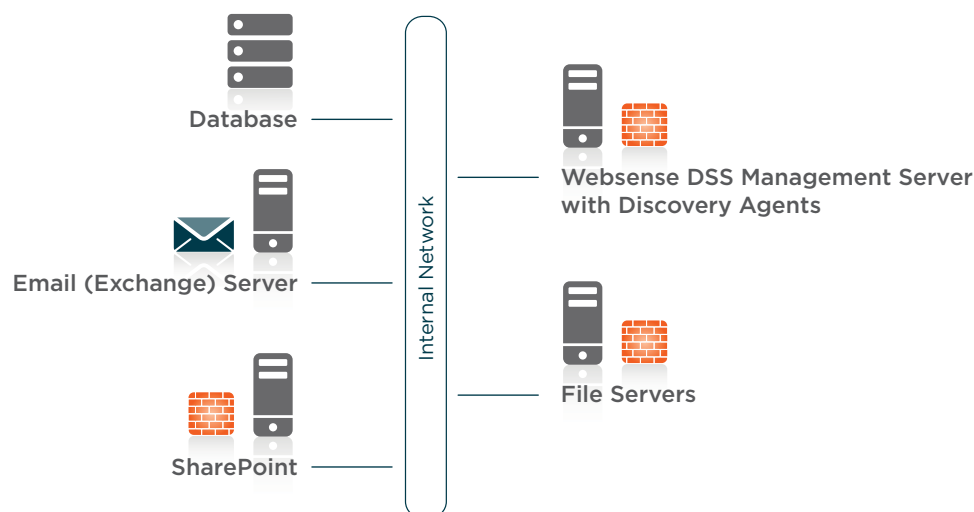 Database
Email (Exchange) Server
SharePoint
Internal Network
Websense DSS Management Server
with Discovery Agents
File Servers